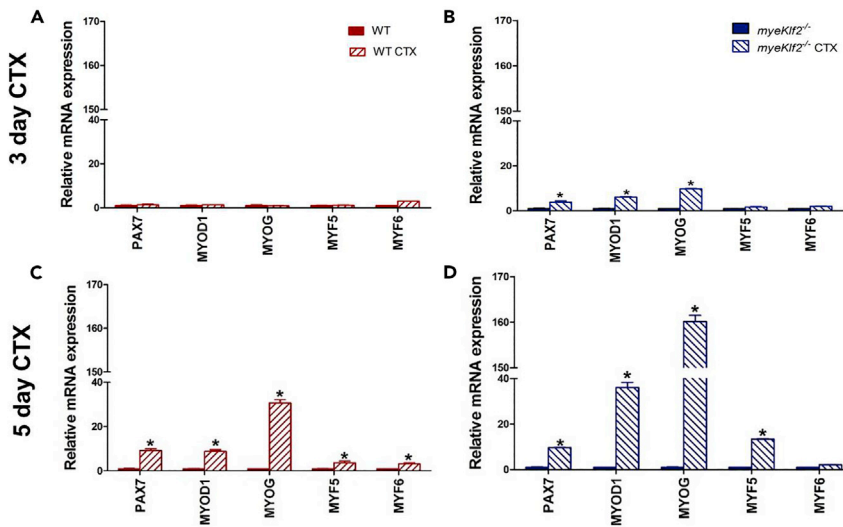 A
B
3 day CTX
Relative mRNA expression
170
160
150
40
20
0
WT
WT CTX
PAX7
MYOD1
MYOG
MYF5
MYF6
Relative mRNA expression
170
160
150
40
20
0
myeKlf2-/-
myeKlf2-/- CTX
*
*
*
PAX7
MYOD1
MYOG
MYF5
MYF6
C
D
5 day CTX
Relative mRNA expression
170
160
150
40
20
0
*
*
*
*
*
PAX7
MYOD1
MYOG
MYF5
MYF6
Relative mRNA expression
170
160
150
40
20
0
*
*
*
*
PAX7
MYOD1
MYOG
MYF5
MYF6